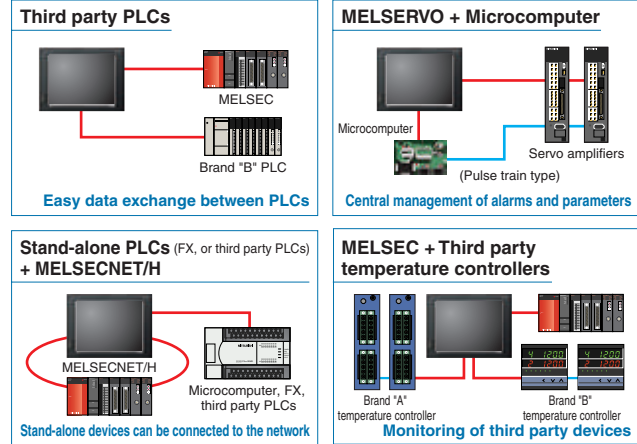 Third party PLCs
MELSEC
Brand "B" PLC
Easy data exchange between PLCs
MELSERVO + Microcomputer
Microcomputer
Servo amplifiers
(Pulse train type)
Central management of alarms and parameters
Stand-alone PLCs (FX, or third party PLCs)
+ MELSECNET/H
MELSECNET/H
Microcomputer, FX,
third party PLCs
Stand-alone devices can be connected to the network
MELSEC + Third party
temperature controllers
Brand "A"
temperature controller
Brand "B"
temperature controller
Monitoring of third party devices